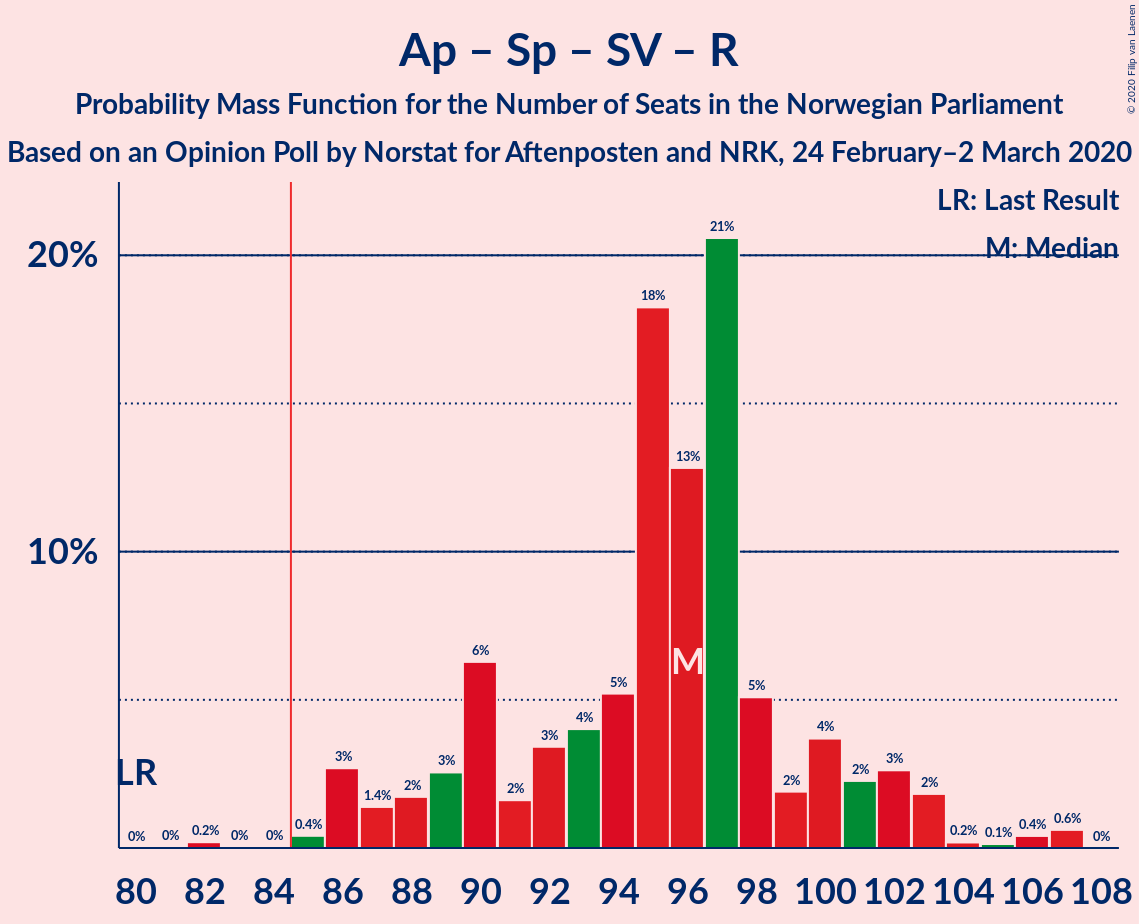 Ap – Sp – SV – R
Probability Mass Function for the Number of Seats in the Norwegian Parliament
Based on an Opinion Poll by Norstat for Aftenposten and NRK, 24 February–2 March 2020
© 2020 Filip van Laenen
LR: Last Result
M: Median
20%
10%
LR
M
0% 0% 0.2% 0% 0% 0.4% 3% 1.4% 2% 3% 6% 2% 3% 4% 5% 18% 13% 21% 5% 2% 4% 2% 3% 2% 0.2% 0.1% 0.4% 0.6% 0%
80 82 84 86 88 90 92 94 96 98 100 102 104 106 108